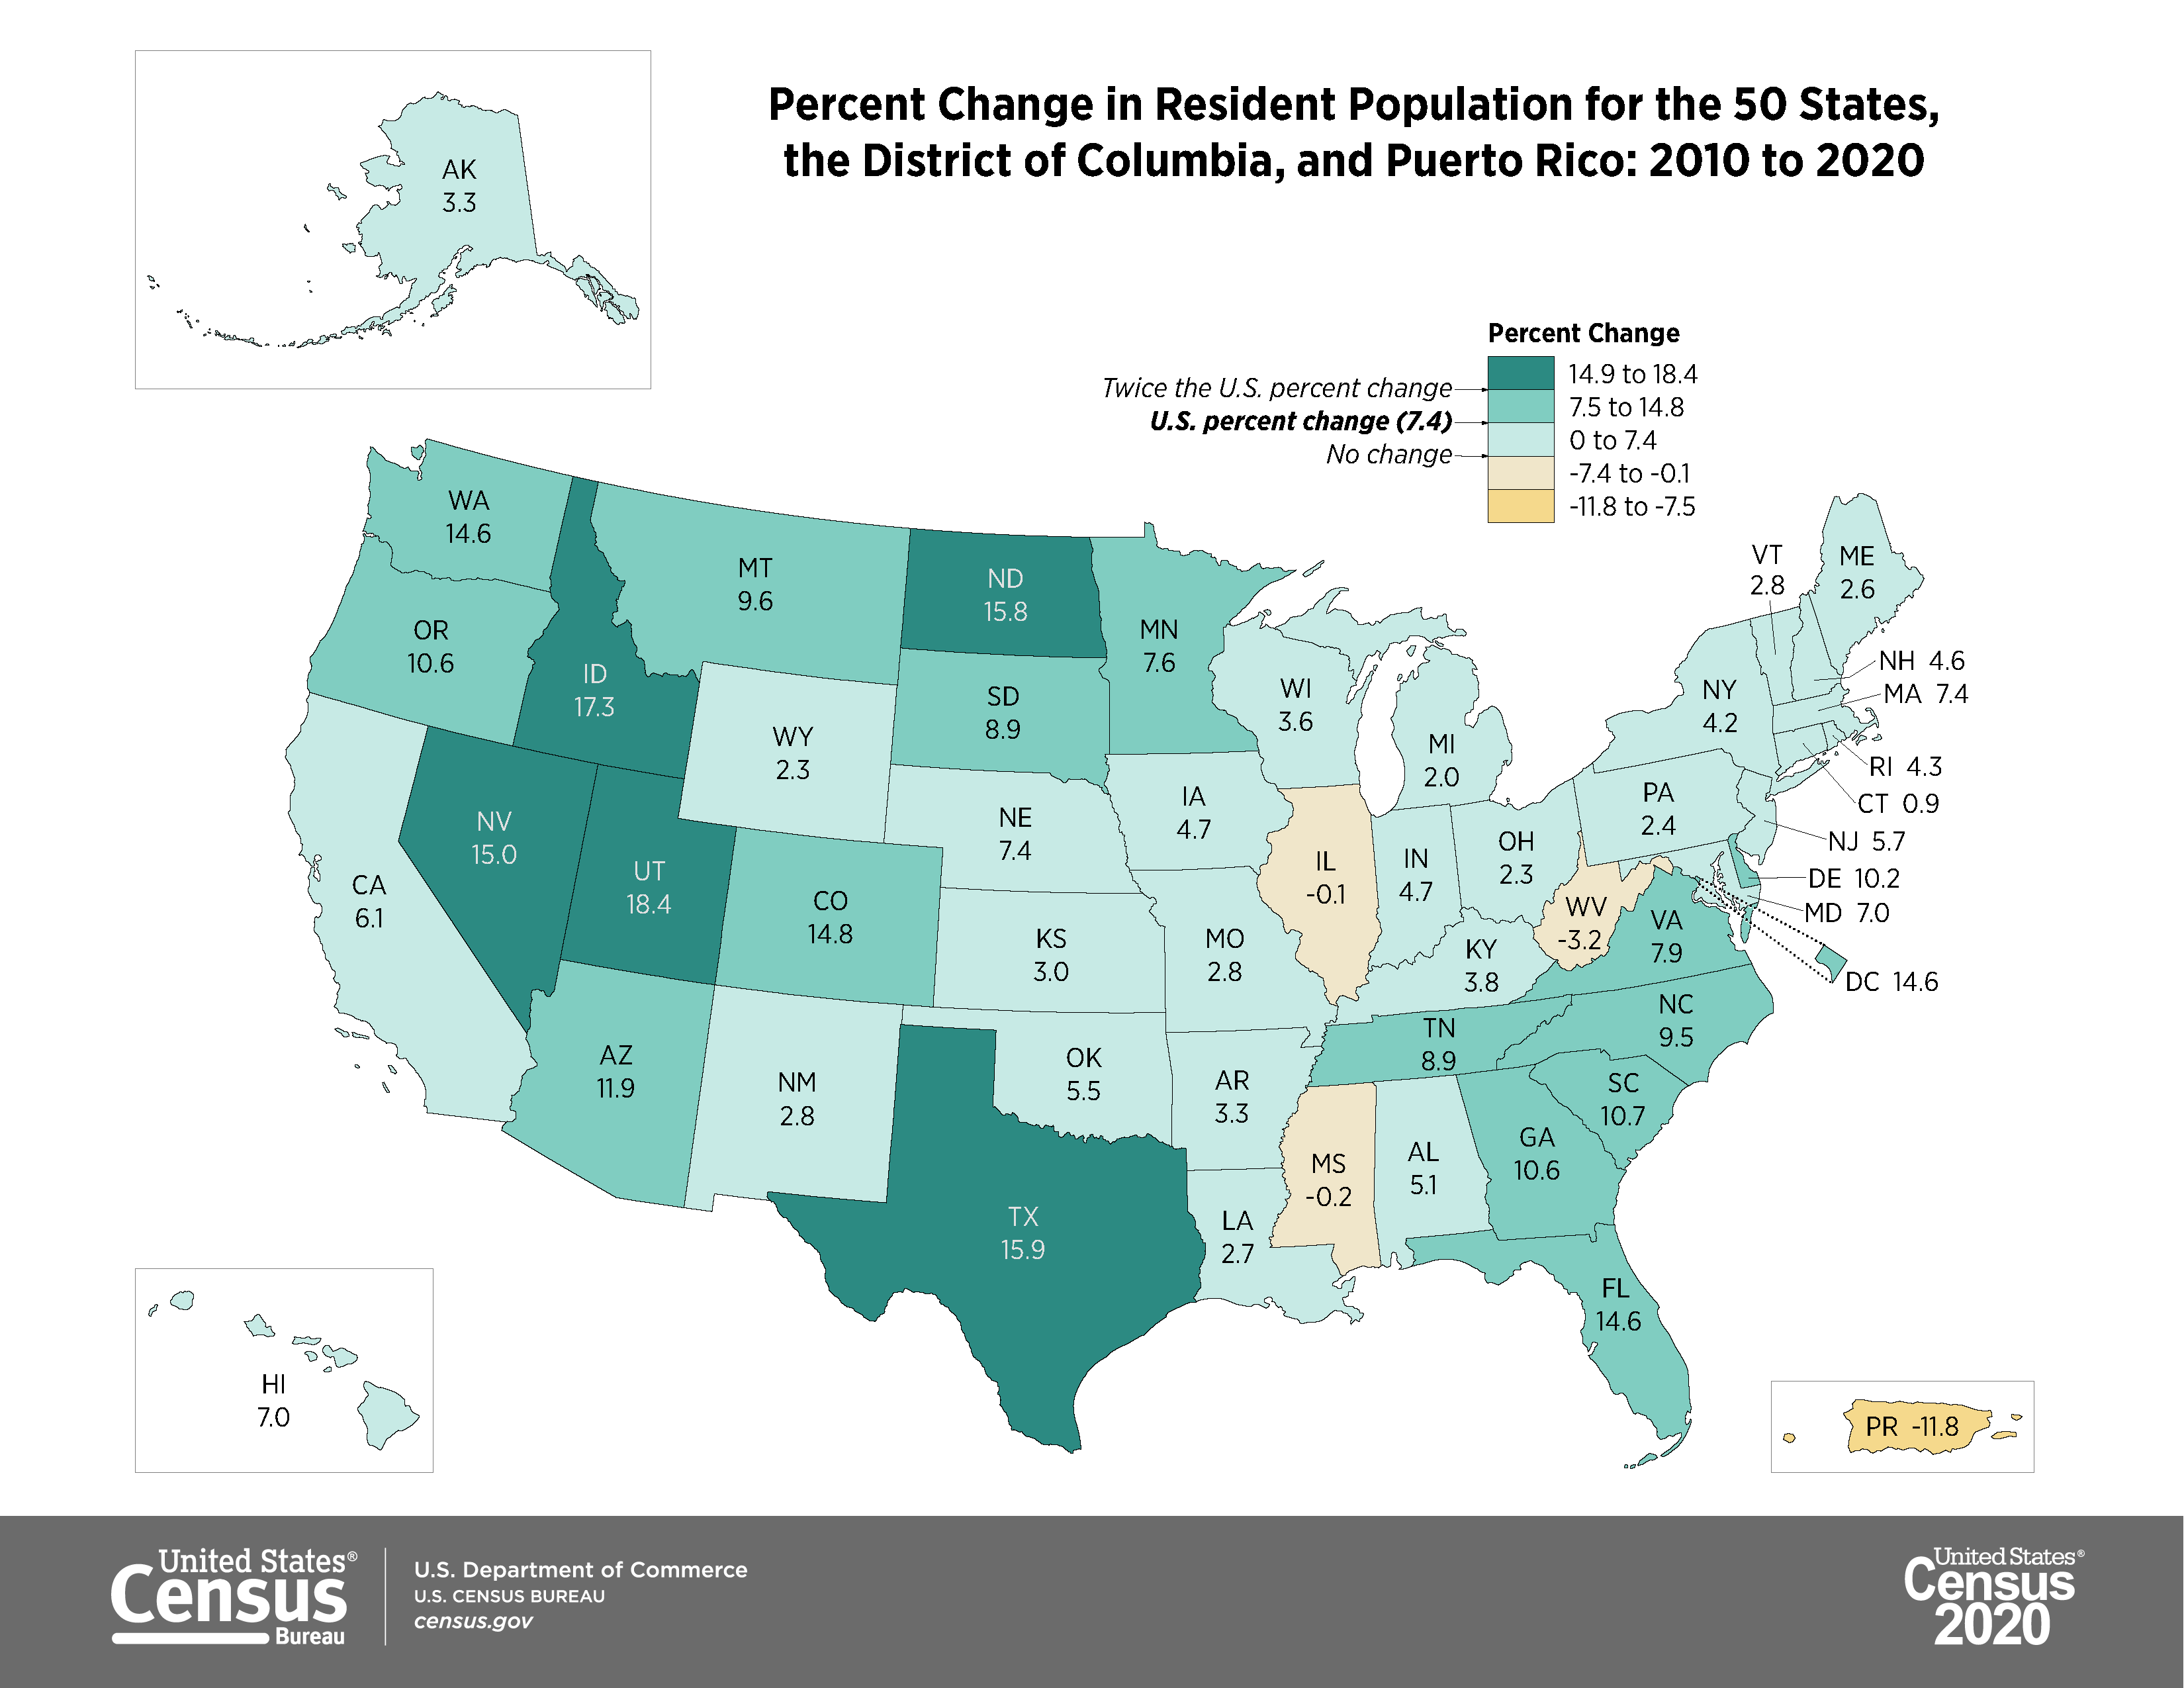 Percent Change in Resident Population for the 50 States,
the District of Columbia, and Puerto Rico: 2010 to 2020
AK
3.3
Percent Change
14.9 to 18.4
Twice the U.S. percent change
7.5 to 14.8
U.S. percent change (7.4)
0 to 7.4
No change
-7.4 to -0.1
-11.8 to -7.5
WA
14.6
OR
10.6
ID
17.3
MT
9.6
ND
15.8
MN
7.6
SD
8.9
WY
2.3
WI
3.6
MI
2.0
VT
2.8
ME
2.6
NH 4.6
MA 7.4
NY
4.2
RI 4.3
CT 0.9
NJ 5.7
PA
2.4
DE 10.2
MD 7.0
DC 14.6
NV
15.0
UT
18.4
CA
6.1
CO
14.8
NE
7.4
IA
4.7
IL
-0.1
IN
4.7
OH
2.3
WV
-3.2
VA
7.9
KS
3.0
MO
2.8
KY
3.8
NC
9.5
TN
8.9
SC
10.7
AZ
11.9
NM
2.8
OK
5.5
AR
3.3
MS
-0.2
AL
5.1
GA
10.6
TX
15.9
LA
2.7
FL
14.6
HI
7.0
PR -11.8
United States®
Census
Bureau
U.S. Department of Commerce
U.S. CENSUS BUREAU
census.gov
United States®
Census
2020